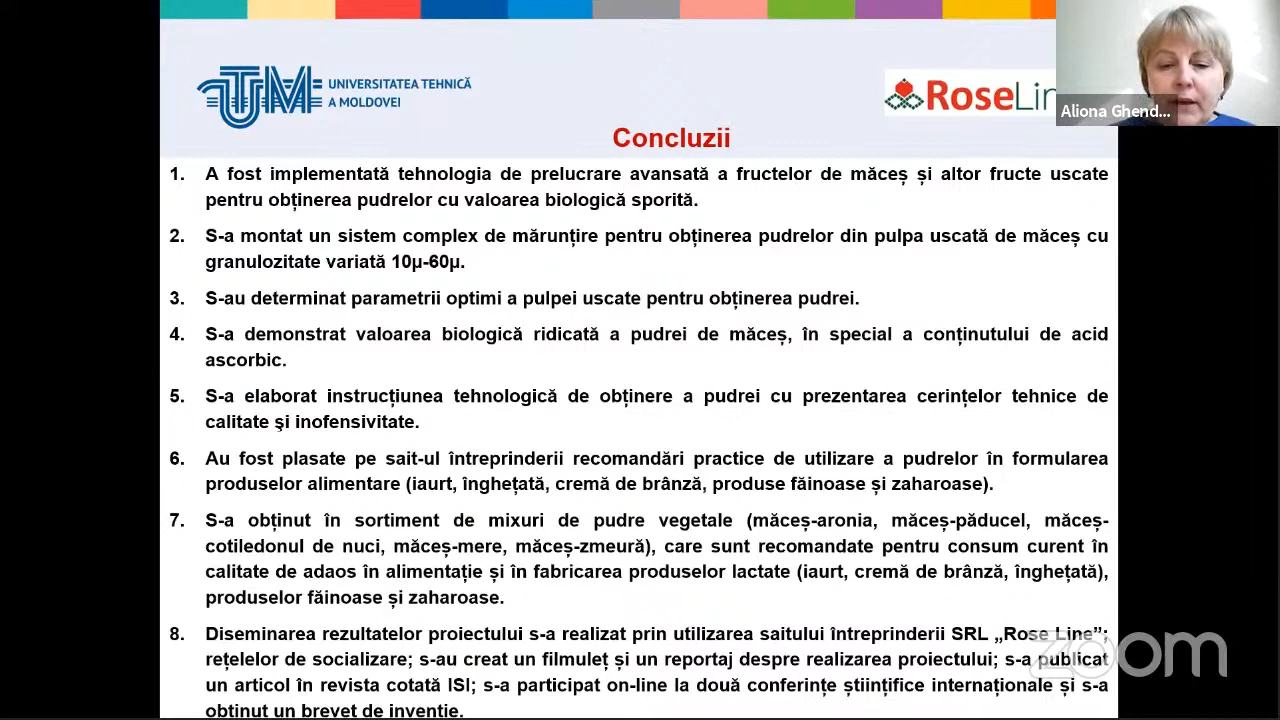 UNIVERSITATEA TEHNICĂ
A MOLDOVEI
RoseLin
Aliona Ghend...
Concluzii
1. A fost implementată tehnologia de prelucrare avansată a fructelor de măceș și altor fructe uscate
pentru obținerea pudrelor cu valoarea biologică sporită.
2. S-a montat un sistem complex de mărunțire pentru obținerea pudrelor din pulpa uscată de măceș cu
granulozitate variată 10µ-60µ.
3. S-au determinat parametrii optimi a pulpei uscate pentru obținerea pudrei.
4. S-a demonstrat valoarea biologică ridicată a pudrei de măceș, în special a conținutului de acid
ascorbic.
5. S-a elaborat instrucțiunea tehnologică de obținere a pudrei cu prezentarea cerințelor tehnice de
calitate şi inofensivitate.
6. Au fost plasate pe sait-ul întreprinderii recomandări practice de utilizare a pudrelor în formularea
produselor alimentare (iaurt, înghețată, cremă de brânză, produse făinoase și zaharoase).
7. S-a obținut în sortiment de mixuri de pudre vegetale (măceș-aronia, măceș-păducel, măceș-
cotiledonul de nuci, măceș-mere, măceș-zmeură), care sunt recomandate pentru consum curent în
calitate de adaos în alimentație și în fabricarea produselor lactate (iaurt, cremă de brânză, înghețată),
produselor făinoase și zaharoase.
8. Diseminarea rezultatelor proiectului s-a realizat prin utilizarea saitului întreprinderii SRL „Rose Line”;
rețelelor de socializare; s-au creat un filmuleț și un reportaj despre realizarea proiectului; s-a publicat
un articol în revista cotată ISI; s-a participat on-line la două conferințe științifice internaționale și s-a
obținut un brevet de invenție.
zoom